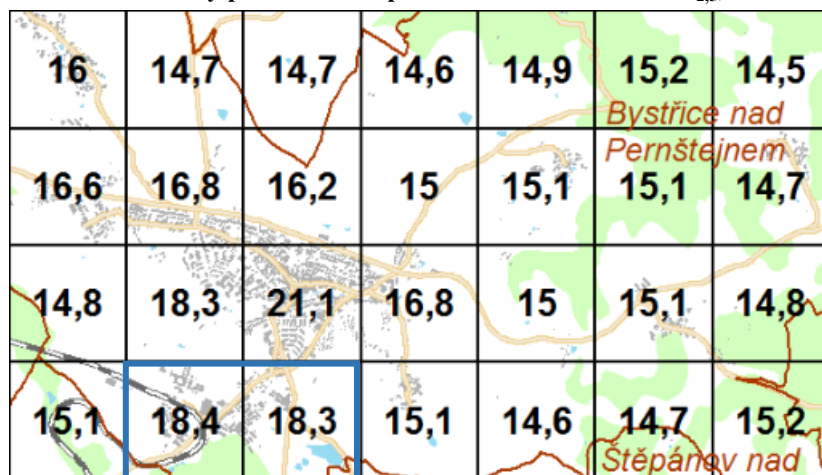 16 14,7 14,7 14,6 14,9 15,2 14,5
Bystřice nad
Pernštejnem
16,6 16,8 16,2 15 15,1 15,1 14,7
14,8 18,3 21,1 16,8 15 15,1 14,8
15,1 18,4 18,3 15,1 14,6 14,7 15,2
Štěpánov nad